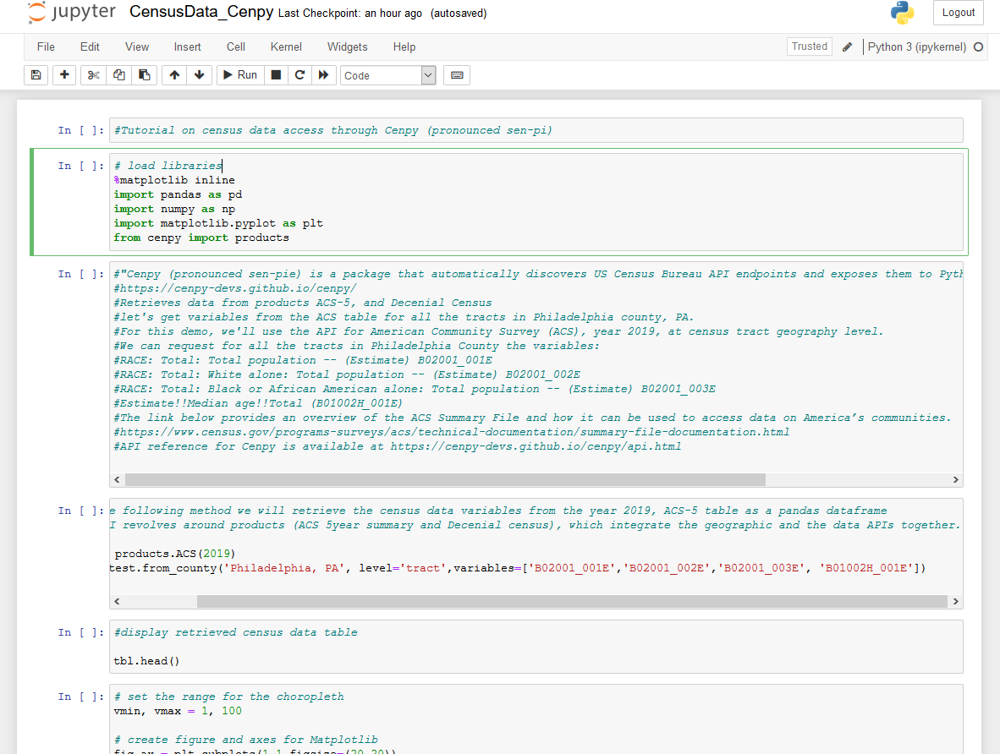 jupyter CensusData_Cenpy Last Checkpoint: an hour ago (autosaved) Logout
File Edit View Insert Cell Kernel Widgets Help Trusted Python 3 (ipykernel)
Run Code
In [ ]: #Tutorial on census data access through Cenpy (pronounced sen-pi)
In [ ]: # load libraries
%matplotlib inline
import pandas as pd
import numpy as np
import matplotlib.pyplot as plt
from cenpy import products
In [ ]: #"Cenpy (pronounced sen-pie) is a package that automatically discovers US Census Bureau API endpoints and exposes them to Pyth
#https://cenpy-devs.github.io/cenpy/
#Retrieves data from products ACS-5, and Decenial Census
#let's get variables from the ACS table for all the tracts in Philadelphia county, PA.
#For this demo, we'll use the API for American Community Survey (ACS), year 2019, at census tract geography level.
#We can request for all the tracts in Philadelphia County the variables:
#RACE: Total: Total population -- (Estimate) B02001_001E
#RACE: Total: White alone: Total population -- (Estimate) B02001_002E
#RACE: Total: Black or African American alone: Total population -- (Estimate) B02001_003E
#Estimate!!Median age!!Total (B01002H_001E)
#The link below provides an overview of the ACS Summary File and how it can be used to access data on America’s communities.
#https://www.census.gov/programs-surveys/acs/technical-documentation/summary-file-documentation.html
#API reference for Cenpy is available at https://cenpy-devs.github.io/cenpy/api.html
In [ ]: e following method we will retrieve the census data variables from the year 2019, ACS-5 table as a pandas dataframe
I revolves around products (ACS 5year summary and Decenial census), which integrate the geographic and the data APIs together.
products.ACS(2019)
test.from_county('Philadelphia, PA', level='tract',variables=['B02001_001E','B02001_002E','B02001_003E', 'B01002H_001E'])
In [ ]: #display retrieved census data table
tbl.head()
In [ ]: # set the range for the choropleth
vmin, vmax = 1, 100
# create figure and axes for Matplotlib
fig,ax = plt.subplots(1,1,figsize=(20,20))